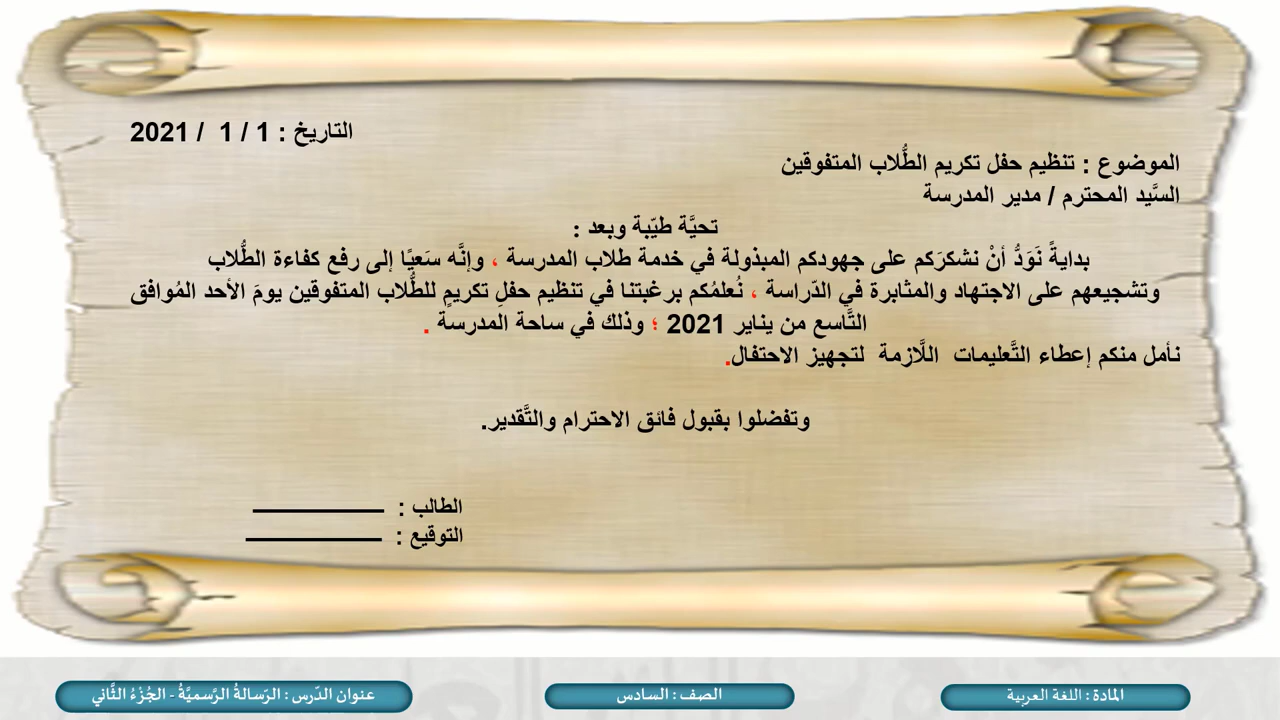 التاريخ : 1 / 1 / 2021
الموضوع : تنظيم حفل تكريم الطُّلاب المتفوقين
السَّيد المحترم / مدير المدرسة
تحيَّة طيّبة وبعد :
بدايةً نَوَدُّ أنْ نشكرَكم على جهودكم المبذولة في خدمة طلاب المدرسة ، وإنَّه سَعيًا إلى رفع كفاءة الطُّلاب
وتشجيعهم على الاجتهاد والمثابرة في الدّراسة ، نُعلمُكم برغبتنا في تنظيم حفلِ تكريمٍ للطُّلاب المتفوقين يومَ الأحد المُوافق
التَّاسع من يناير 2021 ؛ وذلك في ساحة المدرسة .
نأمل منكم إعطاء التَّعليمات اللَّازمة لتجهيز الاحتفال.
وتفضلوا بقبول فائق الاحترام والتَّقدير.
الطالب :
التوقيع :
المادة : اللغة العربية
الصف : السادس
عنوان الدّرس : الرّسالةُ الرَّسميَّةُ - الجُزْءُ الثَّاني